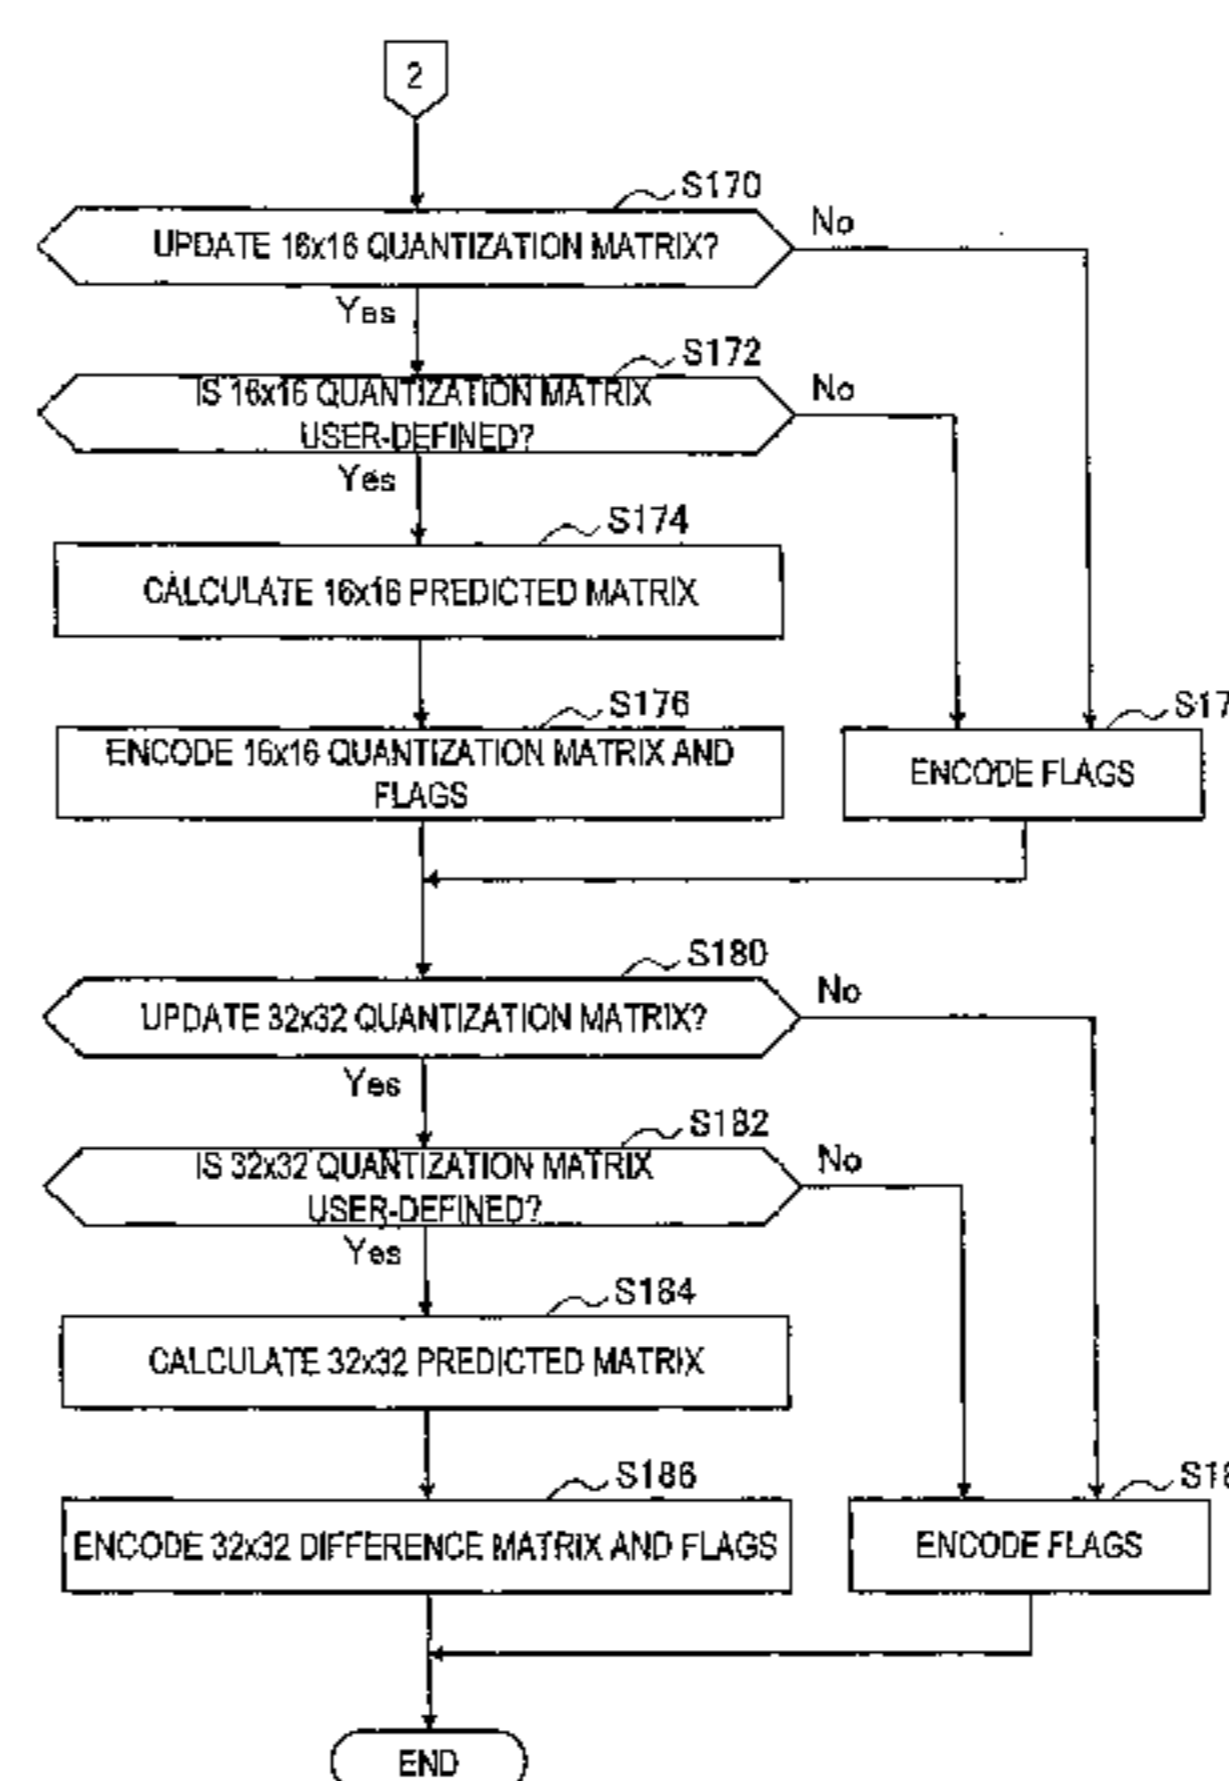 2
S170
UPDATE 16x16 QUANTIZATION MATRIX?
No
Yes
S172
IS 16x16 QUANTIZATION MATRIX
USER-DEFINED?
No
Yes
S174
CALCULATE 16x16 PREDICTED MATRIX
S176
ENCODE 16x16 QUANTIZATION MATRIX AND
FLAGS
S17
ENCODE FLAGS
S180
UPDATE 32x32 QUANTIZATION MATRIX?
No
Yes
S182
IS 32x32 QUANTIZATION MATRIX
USER-DEFINED?
No
Yes
S184
CALCULATE 32x32 PREDICTED MATRIX
S186
ENCODE 32x32 DIFFERENCE MATRIX AND FLAGS
S18
ENCODE FLAGS
END